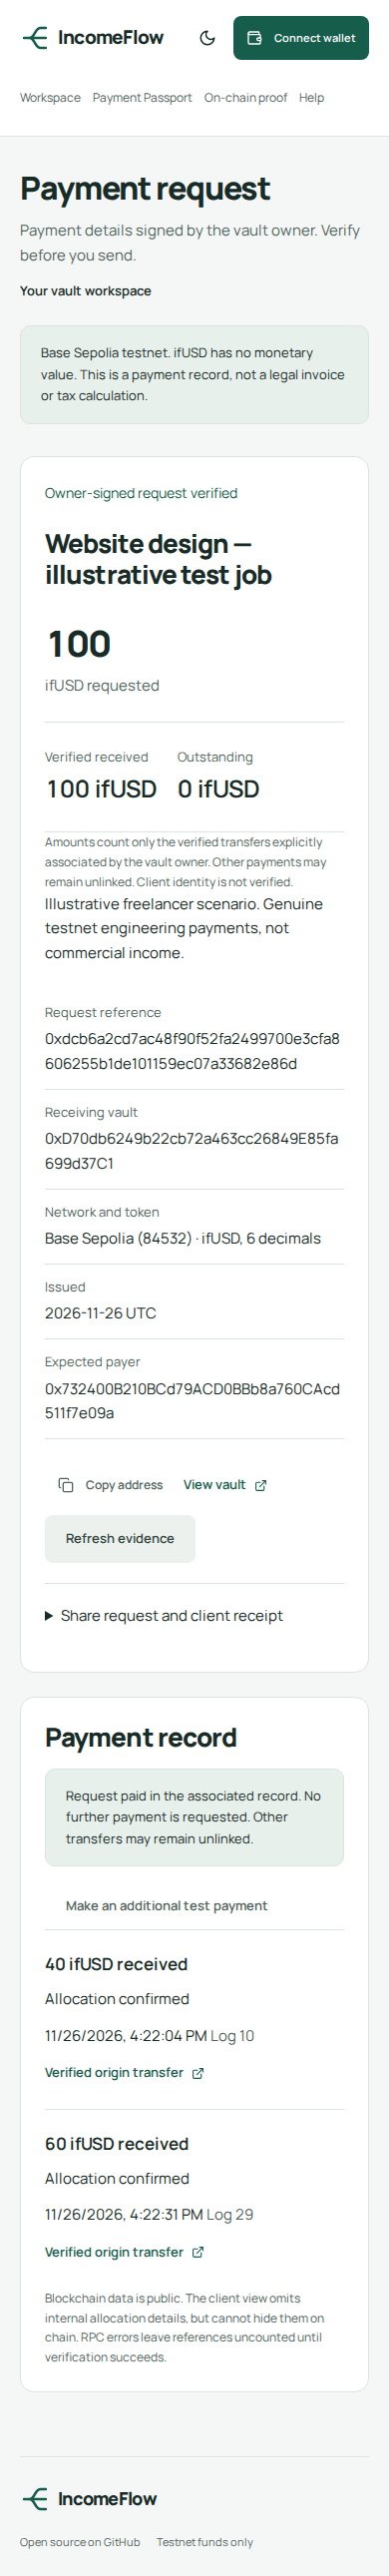 IncomeFlow
Connect wallet
Workspace Payment Passport On-chain proof Help
Payment request
Payment details signed by the vault owner. Verify
before you send.
Your vault workspace
Base Sepolia testnet. ifUSD has no monetary
value. This is a payment record, not a legal invoice
or tax calculation.
Owner-signed request verified
Website design —
illustrative test job
100
ifUSD requested
Verified received Outstanding
100 ifUSD 0 ifUSD
Amounts count only the verified transfers explicitly
associated by the vault owner. Other payments may
remain unlinked. Client identity is not verified.
Illustrative freelancer scenario. Genuine
testnet engineering payments, not
commercial income.
Request reference
0xdcb6a2cd7ac48f90f52fa2499700e3cfa8
606255b1de101159ec07a33682e86d
Receiving vault
0xD70db6249b22cb72a463cc26849E85fa
699d37C1
Network and token
Base Sepolia (84532) · ifUSD, 6 decimals
Issued
2026-11-26 UTC
Expected payer
0x732400B210BCd79ACD0BBb8a760CAcd
511f7e09a
Copy address View vault
Refresh evidence
Share request and client receipt
Payment record
Request paid in the associated record. No
further payment is requested. Other
transfers may remain unlinked.
Make an additional test payment
40 ifUSD received
Allocation confirmed
11/26/2026, 4:22:04 PM Log 10
Verified origin transfer
60 ifUSD received
Allocation confirmed
11/26/2026, 4:22:31 PM Log 29
Verified origin transfer
Blockchain data is public. The client view omits
internal allocation details, but cannot hide them on
chain. RPC errors leave references uncounted until
verification succeeds.
IncomeFlow
Open source on GitHub Testnet funds only